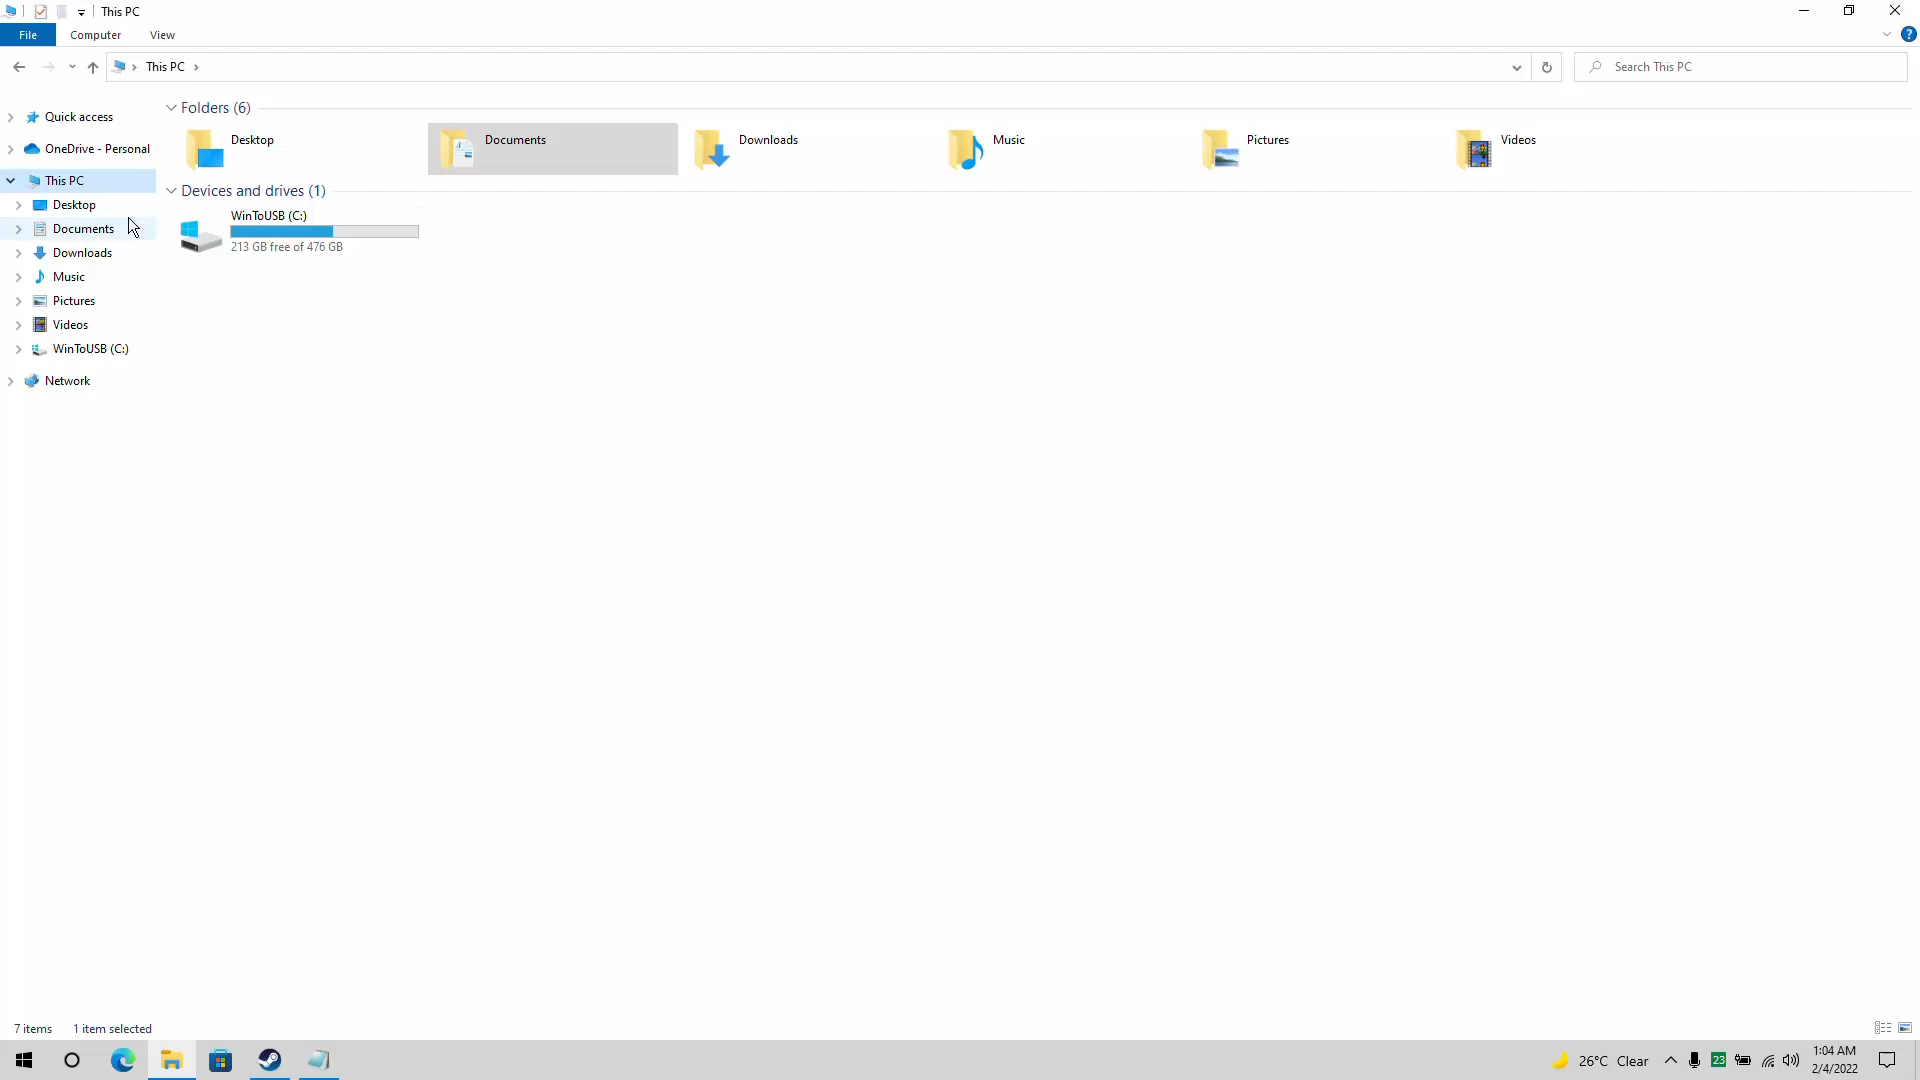 This PC
File Computer View
This PC
Search This PC
Quick access
OneDrive - Personal
This PC
Desktop
Documents
Downloads
Music
Pictures
Videos
WinToUSB (C:)
Network
Folders (6)
Desktop
Documents
Downloads
Music
Pictures
Videos
Devices and drives (1)
WinToUSB (C:)
213 GB free of 476 GB
7 items 1 item selected
26°C Clear
23
1:04 AM
2/4/2022